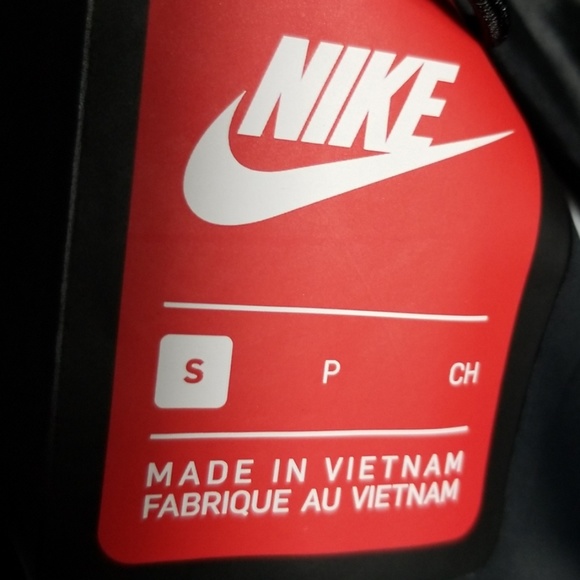 NIKE
S P CH
MADE IN VIETNAM
FABRIQUE AU VIETNAM